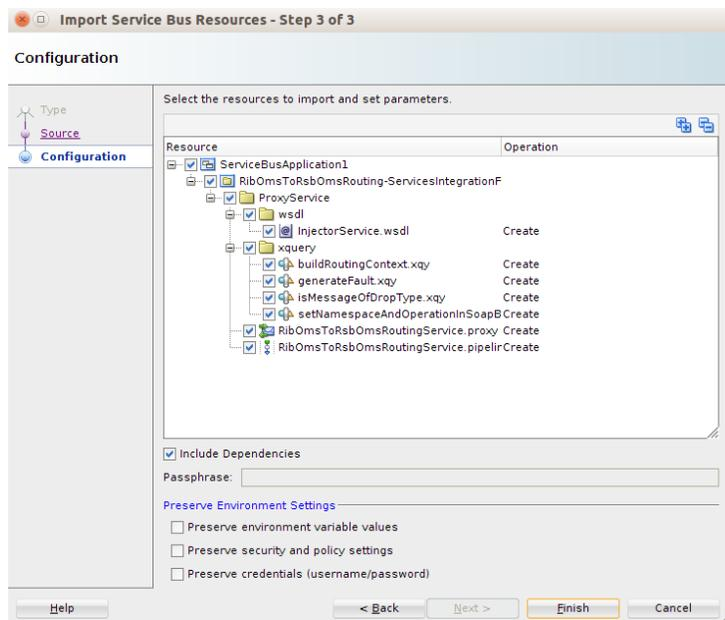 Import Service Bus Resources - Step 3 of 3
Configuration
Type
Source
Configuration
Select the resources to import and set parameters.
Resource Operation
ServiceBusApplication1
RibOmsToRsbOmsRouting-ServicesIntegrationF
ProxyService
wsdl
InjectorService.wsdl Create
xquery
buildRoutingContext.xqy Create
generateFault.xqy Create
isMessageOfDropType.xqy Create
setNamespaceAndOperationInSoapB Create
RibOmsToRsbOmsRoutingService.proxy Create
RibOmsToRsbOmsRoutingService.pipelir Create
Include Dependencies
Passphrase:
Preserve Environment Settings
Preserve environment variable values
Preserve security and policy settings
Preserve credentials (username/password)
Help < Back Next > Finish Cancel